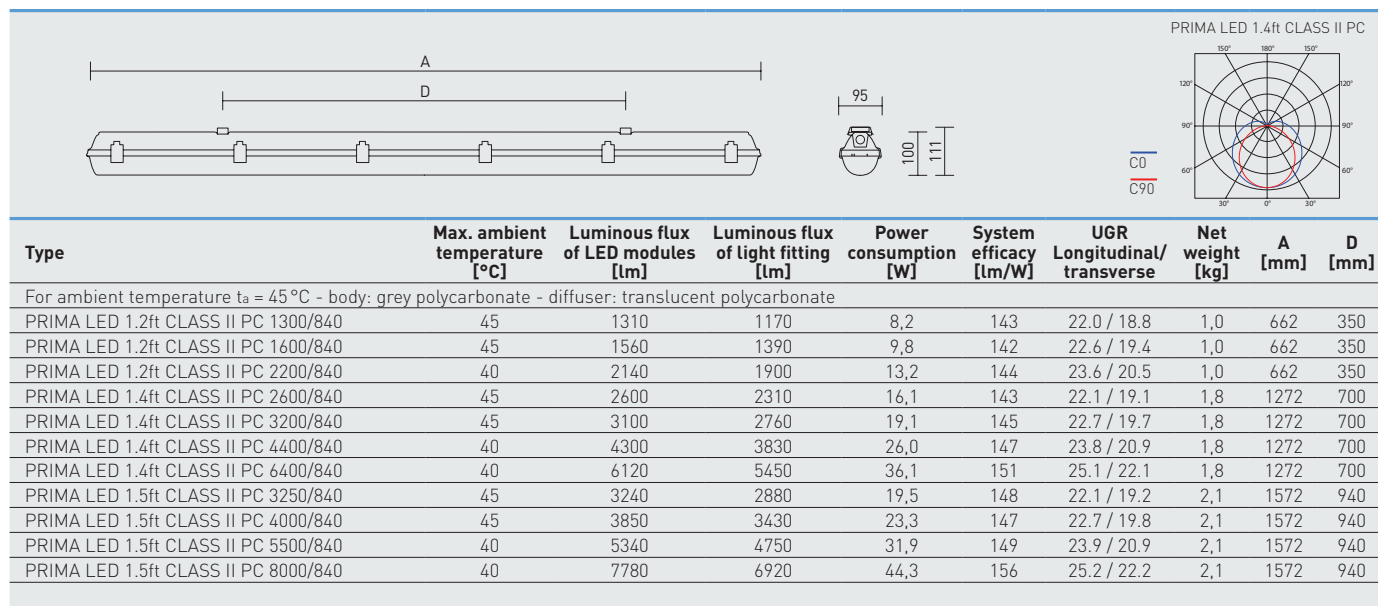 PRIMA LED 1.4ft CLASS II PC
A
D
95
100
111
C0
C90
150° 180° 150°
120° 120°
90° 90°
60° 60°
30° 0° 30°
Type Max. ambient temperature [°C] Luminous flux of LED modules [lm] Luminous flux of light fitting [lm] Power consumption [W] System efficacy [lm/W] UGR Longitudinal/ transverse Net weight [kg] A [mm] D [mm]
For ambient temperature ta = 45°C - body: grey polycarbonate - diffuser: translucent polycarbonate
PRIMA LED 1.2ft CLASS II PC 1300/840 45 1310 1170 8,2 143 22.0 / 18.8 1,0 662 350
PRIMA LED 1.2ft CLASS II PC 1600/840 45 1560 1390 9,8 142 22.6 / 19.4 1,0 662 350
PRIMA LED 1.2ft CLASS II PC 2200/840 40 2140 1900 13,2 144 23.6 / 20.5 1,0 662 350
PRIMA LED 1.4ft CLASS II PC 2600/840 45 2600 2310 16,1 143 22.1 / 19.1 1,8 1272 700
PRIMA LED 1.4ft CLASS II PC 3200/840 45 3100 2760 19,1 145 22.7 / 19.7 1,8 1272 700
PRIMA LED 1.4ft CLASS II PC 4400/840 40 4300 3830 26,0 147 23.8 / 20.9 1,8 1272 700
PRIMA LED 1.4ft CLASS II PC 6400/840 40 6120 5450 36,1 151 25.1 / 22.1 1,8 1272 700
PRIMA LED 1.5ft CLASS II PC 3250/840 45 3240 2880 19,5 148 22.1 / 19.2 2,1 1572 940
PRIMA LED 1.5ft CLASS II PC 4000/840 45 3850 3430 23,3 147 22.7 / 19.8 2,1 1572 940
PRIMA LED 1.5ft CLASS II PC 5500/840 40 5340 4750 31,9 149 23.9 / 20.9 2,1 1572 940
PRIMA LED 1.5ft CLASS II PC 8000/840 40 7780 6920 44,3 156 25.2 / 22.2 2,1 1572 940